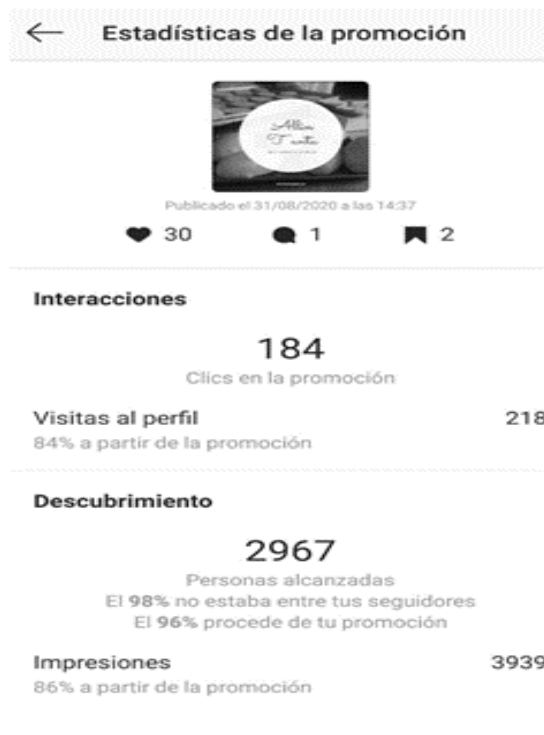 Estadísticas de la promoción
Allin
Publicado el 31/08/2020 a las 14:37
30 1 2
Interacciones
184
Clics en la promoción
Visitas al perfil 218
84% a partir de la promoción
Descubrimiento
2967
Personas alcanzadas
El 98% no estaba entre tus seguidores
El 96% procede de tu promoción
Impresiones 3939
86% a partir de la promoción